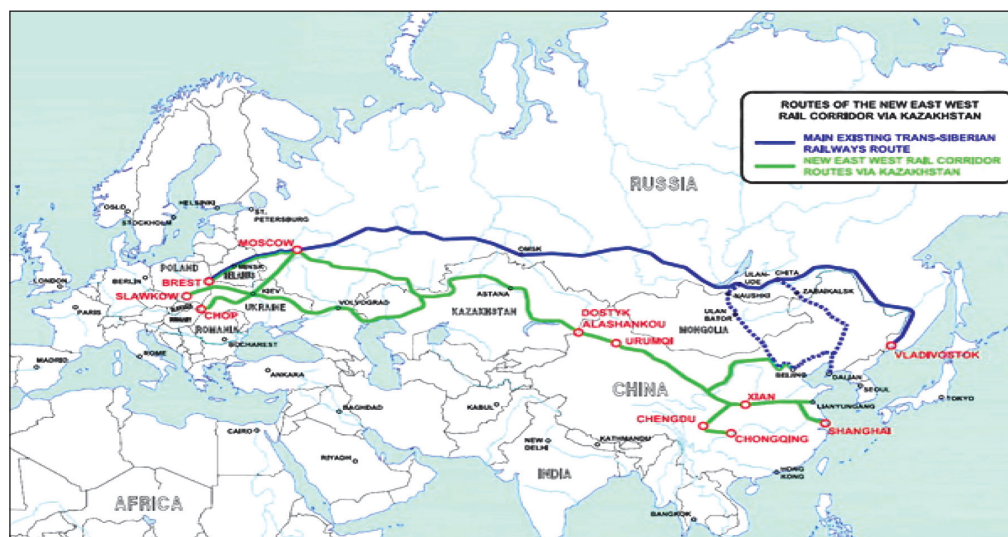 ROUTES OF THE NEW EAST WEST
RAIL CORRIDOR VIA KAZAKHSTAN
MAIN EXISTING TRANS-SIBERIAN
RAILWAYS ROUTE
NEW EAST WEST RAIL CORRIDOR
ROUTES VIA KAZAKHSTAN
RUSSIA
OSLO
HELSINKI
ST.
PETERSBURG
STOCKHOLM
MOSCOW
OMSK
LONDON
BERLIN
POLAND
MINSK
BELARUS
BREST
SLAWKOW
KIEV
CHOP
UKRAINE
VOLVOGRAD
ASTANA
KAZAKHSTAN
ULAN-
UDE
CHITA
NAUSHKI
ZABAIKALSK
ULAN
BATOR
MONGOLIA
PARIS
ROMANIA
BUCHAREST
ROME
MADRID
ANKARA
DOSTYK
ALASHANKOU
URUMQI
VLADIVOSTOK
BEIJING
DALIAN
SEOUL
TOKYO
CHINA
XIAN
LIANYUNGANG
CHENGDU
CHONGQING
SHANGHAI
BAGHDAD
KABUL
CAIRO
NEW
DELHI
KATHMANDU
RIYADH
INDIA
HONG
KONG
AFRICA
BANGKOK